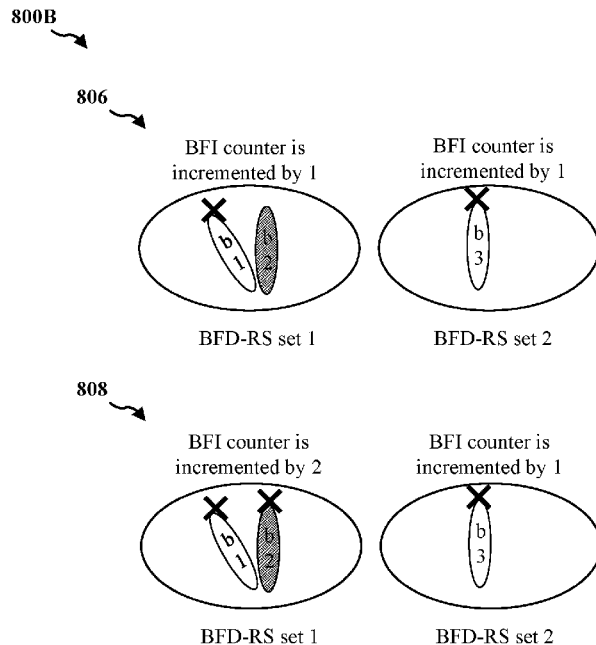 800B
806
BFI counter is
incremented by 1
BFI counter is
incremented by 1
b 1
b 2
b 3
BFD-RS set 1
BFD-RS set 2
808
BFI counter is
incremented by 2
BFI counter is
incremented by 1
b 1
b 2
b 3
BFD-RS set 1
BFD-RS set 2